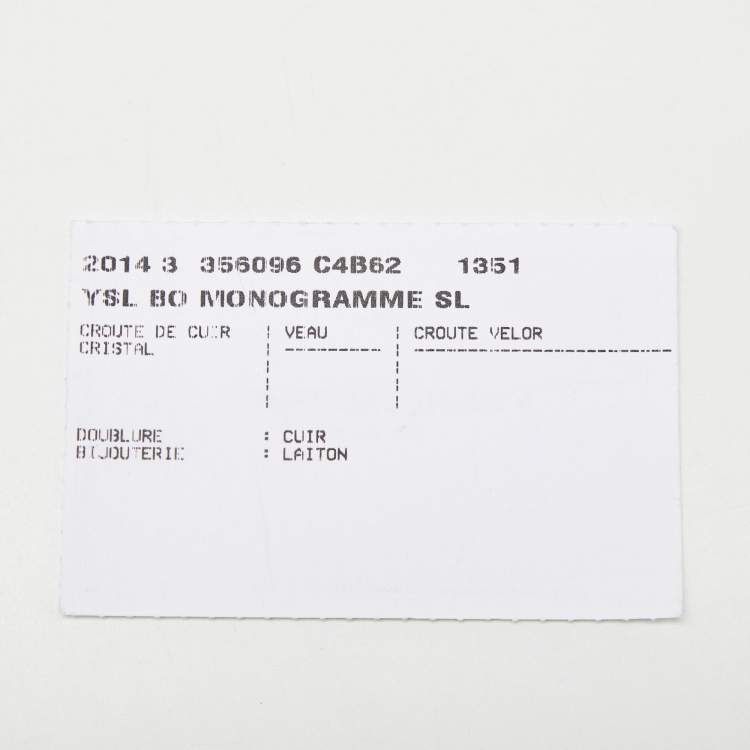 2014 3 356096 C4B62 1351
YSL BO MONOGRAMME SL
CROUTE DE CUIR | VEAU | CROUTE VELOR
CRISTAL
DOUBLURE : CUIR
BIJOUTERIE : LAITON